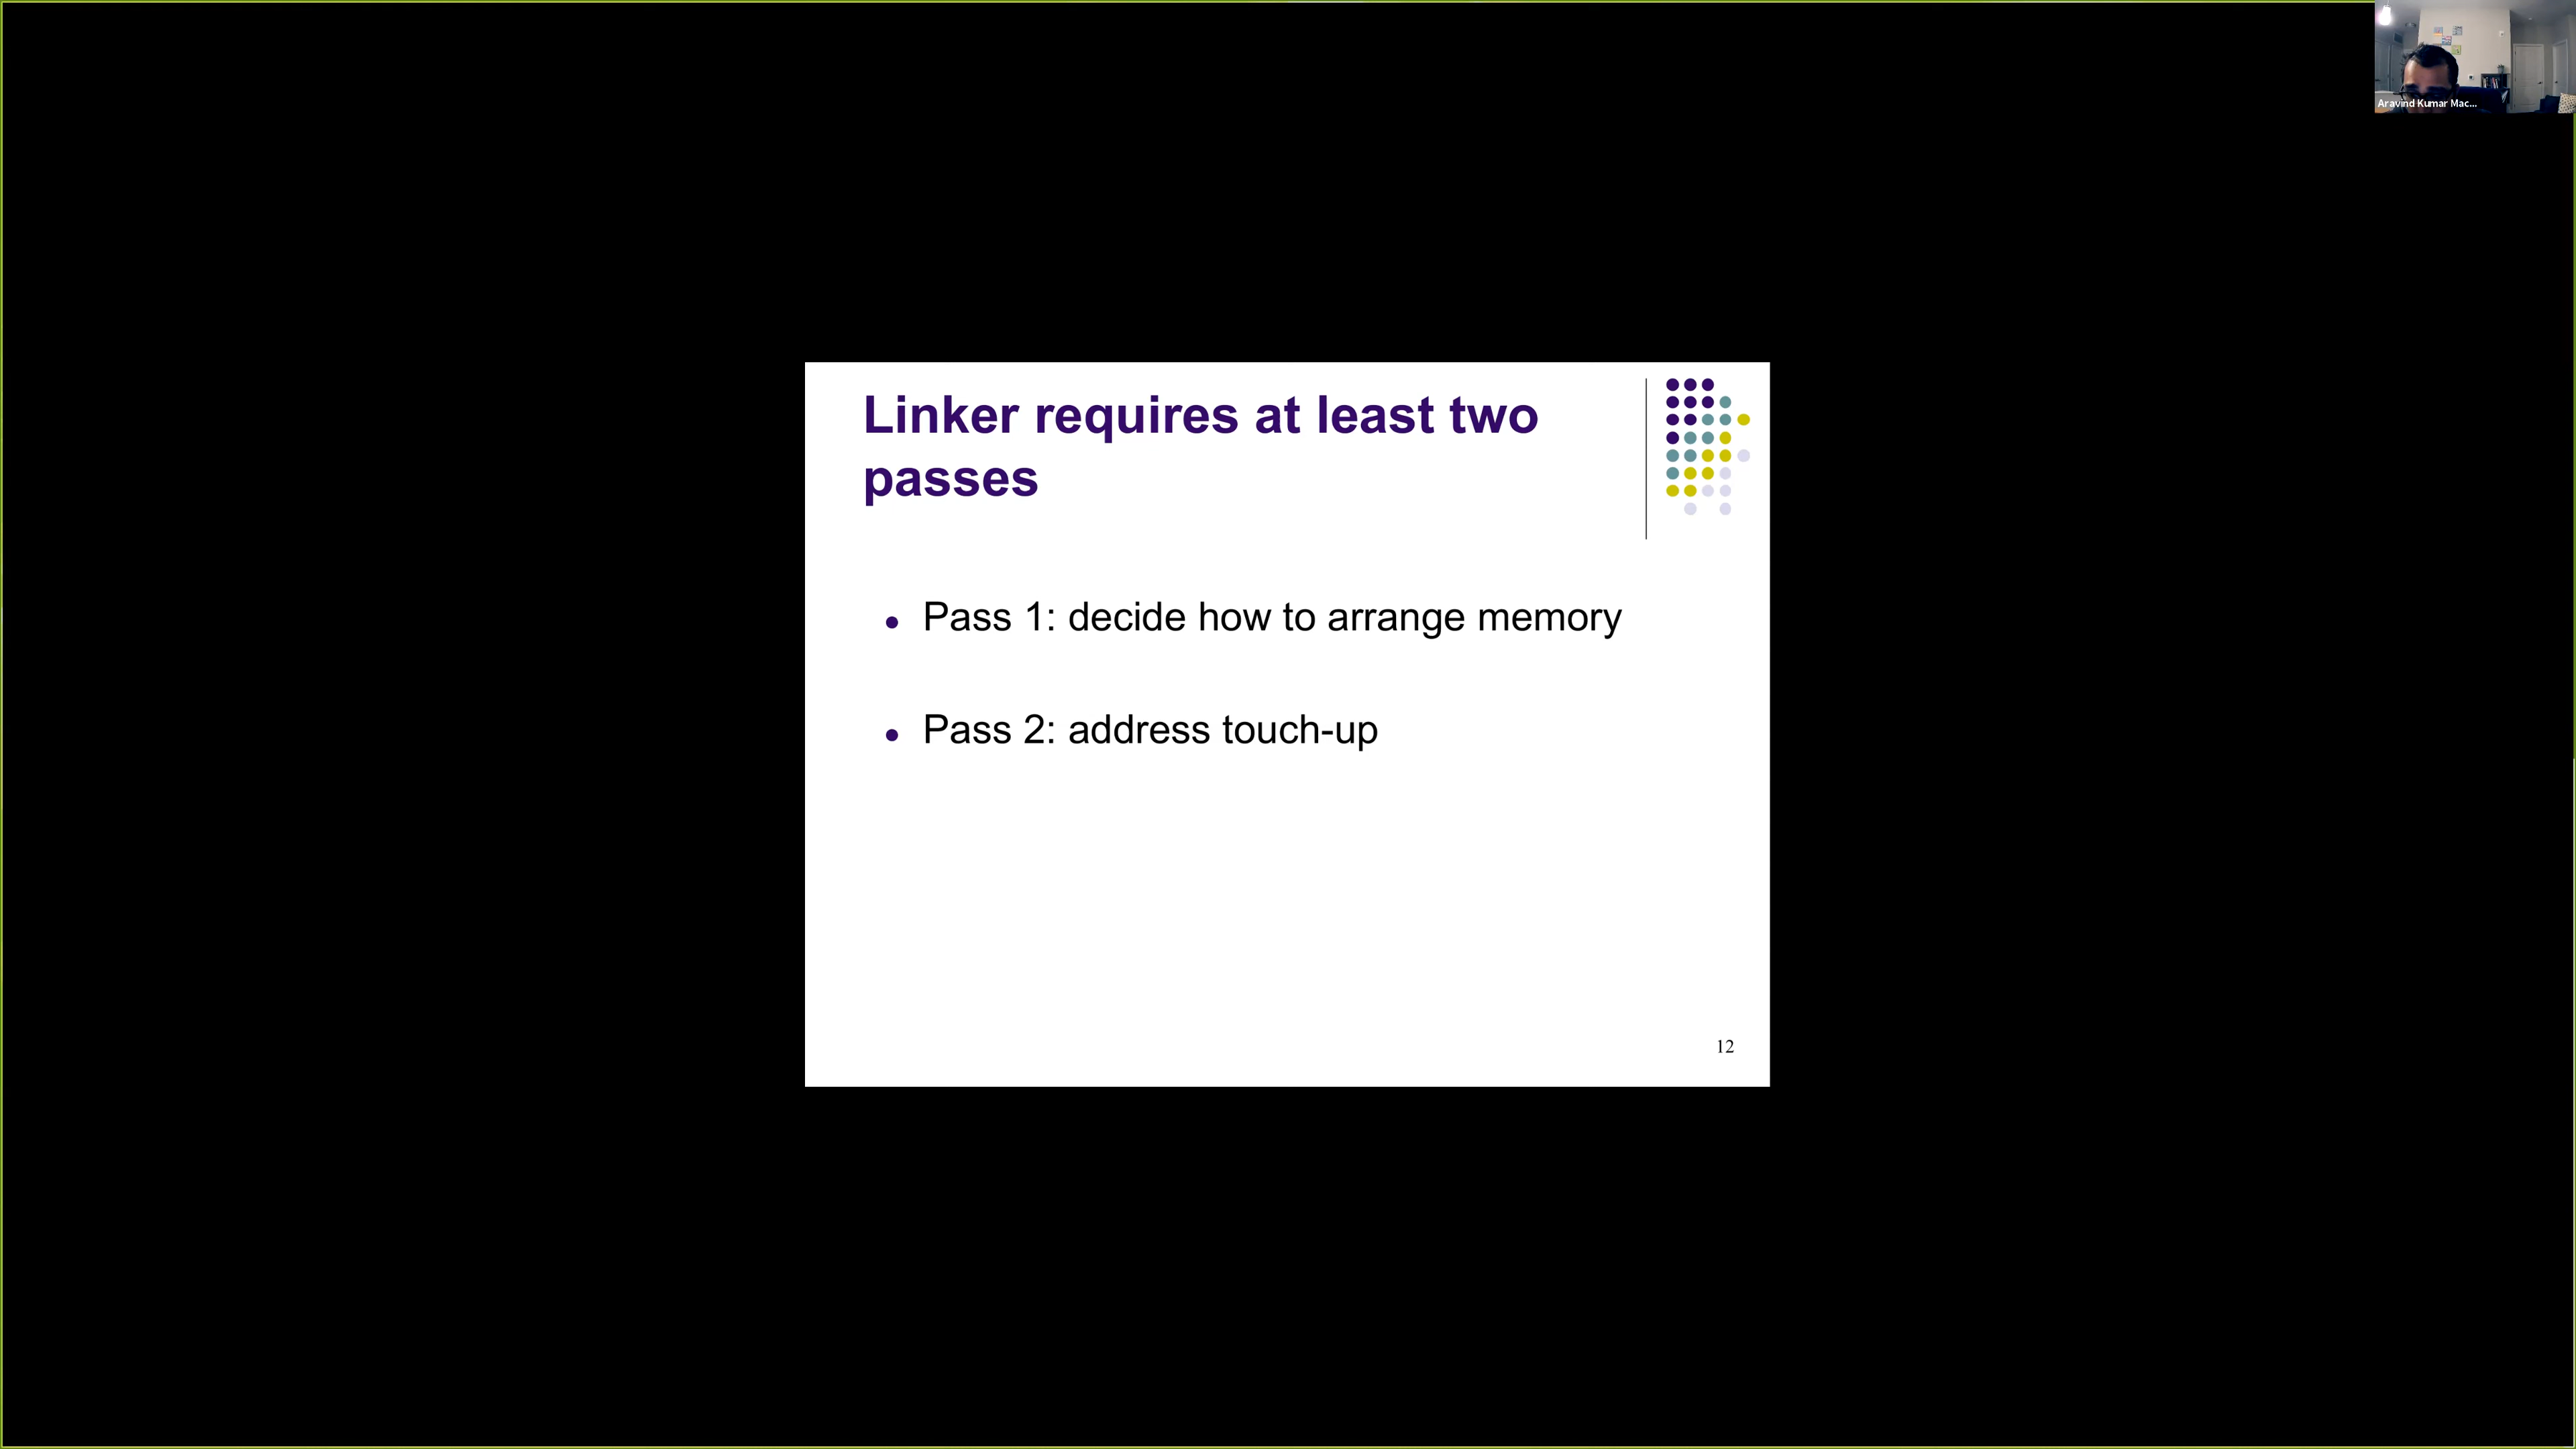 Aravind Kumar Mac...
Linker requires at least two
passes
• Pass 1: decide how to arrange memory
• Pass 2: address touch-up
12